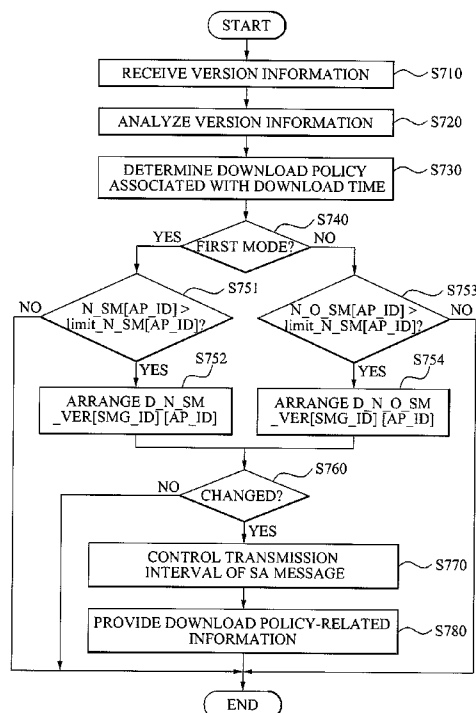 START
RECEIVE VERSION INFORMATION
S710
ANALYZE VERSION INFORMATION
S720
DETERMINE DOWNLOAD POLICY
ASSOCIATED WITH DOWNLOAD TIME
S730
S740
YES
FIRST MODE?
NO
S751
S753
NO
N_SM[AP_ID] >
limit_N_SM[AP_ID]?
N_O_SM[AP_ID] >
limit_N_SM[AP_ID]?
NO
YES
S752
YES
S754
ARRANGE D_N_SM
_VER[SMG_ID] [AP_ID]
ARRANGE D_N_O_SM
_VER[SMG_ID] [AP_ID]
S760
NO
CHANGED?
YES
CONTROL TRANSMISSION
INTERVAL OF SA MESSAGE
S770
PROVIDE DOWNLOAD POLICY-RELATED
INFORMATION
S780
END